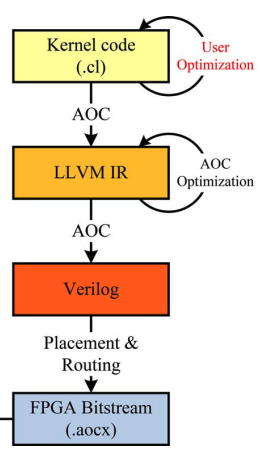 Kernel code
(.cl)
User
Optimization
AOC
LLVM IR
AOC
Optimization
AOC
Verilog
Placement &
Routing
FPGA Bitstream
(.aocx)